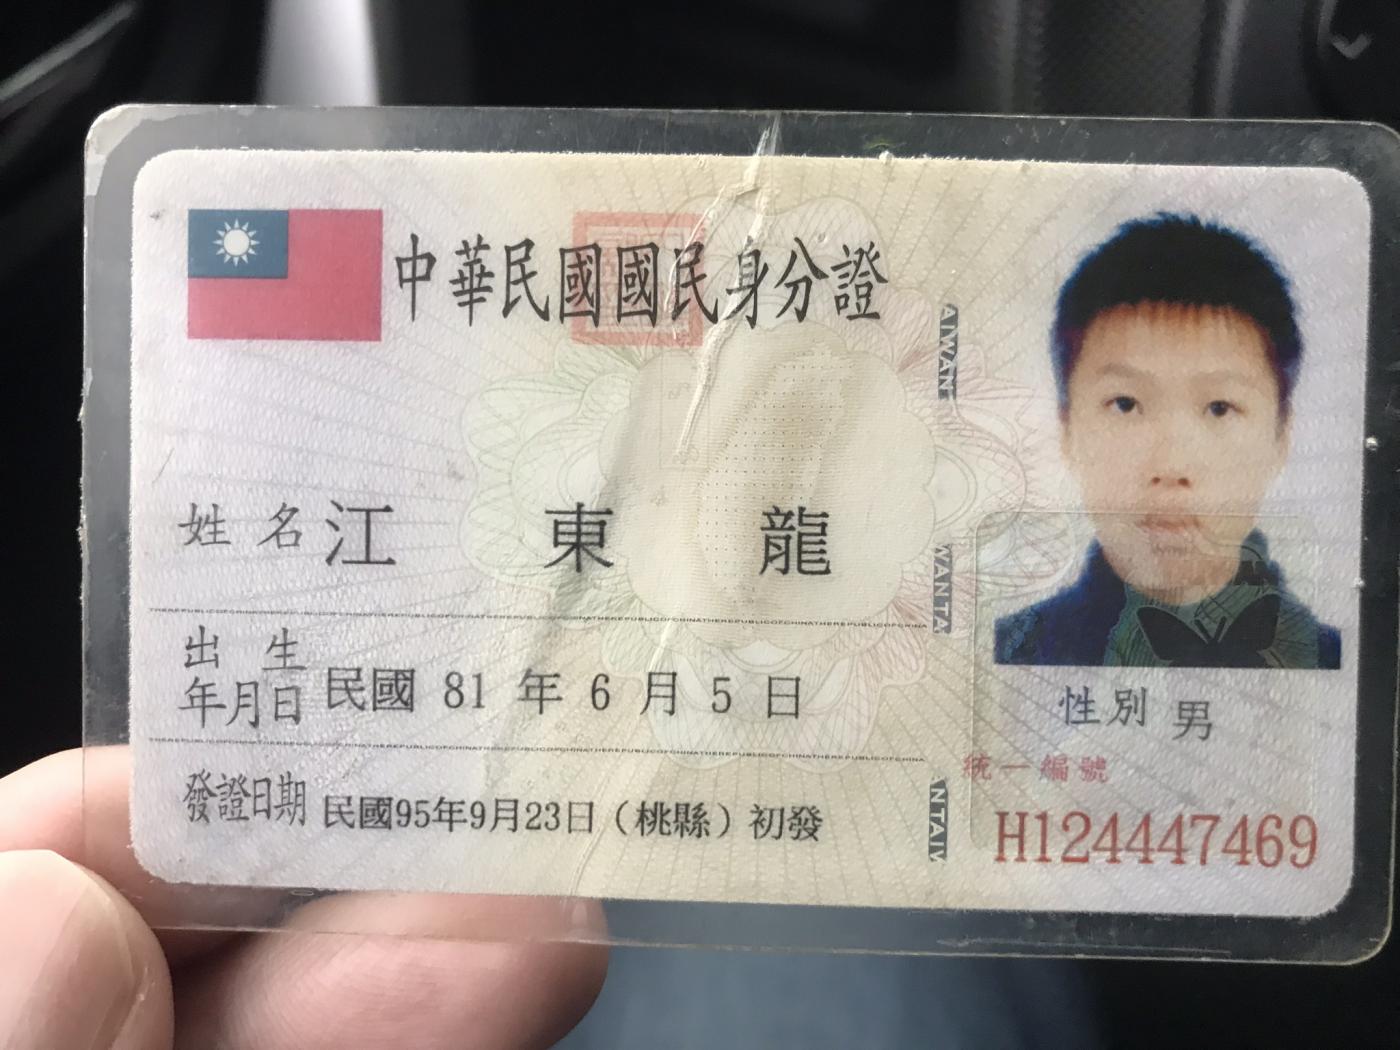 中華民國國民身分證
姓名 江東龍
出生年月日 民國 81 年 6 月 5 日
發證日期 民國95年9月23日（桃縣）初發
性別 男
統一編號
H124447469